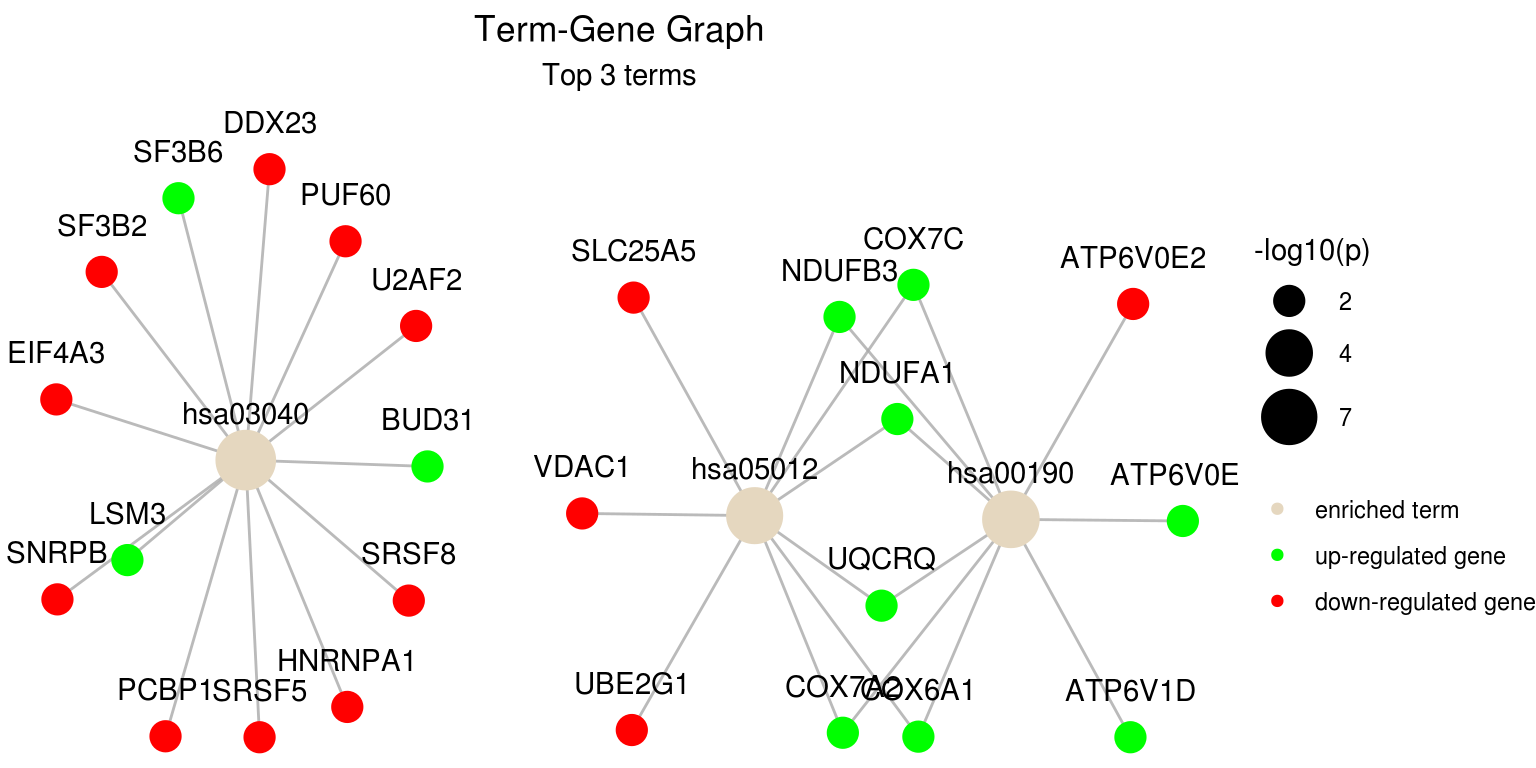 Term-Gene Graph
Top 3 terms
DDX23
SF3B6
PUF60
SF3B2
U2AF2
EIF4A3
hsa03040
BUD31
LSM3
SNRPB
SRSF8
HNRNPA1
PCBP1
SRSF5
SLC25A5
COX7C
NDUFB3
ATP6V0E2
NDUFA1
VDAC1
hsa05012
hsa00190
ATP6V0E
UQCRQ
UBE2G1
COX7A2
COX6A1
ATP6V1D
-log10(p)
2
4
7
enriched term
up-regulated gene
down-regulated gene